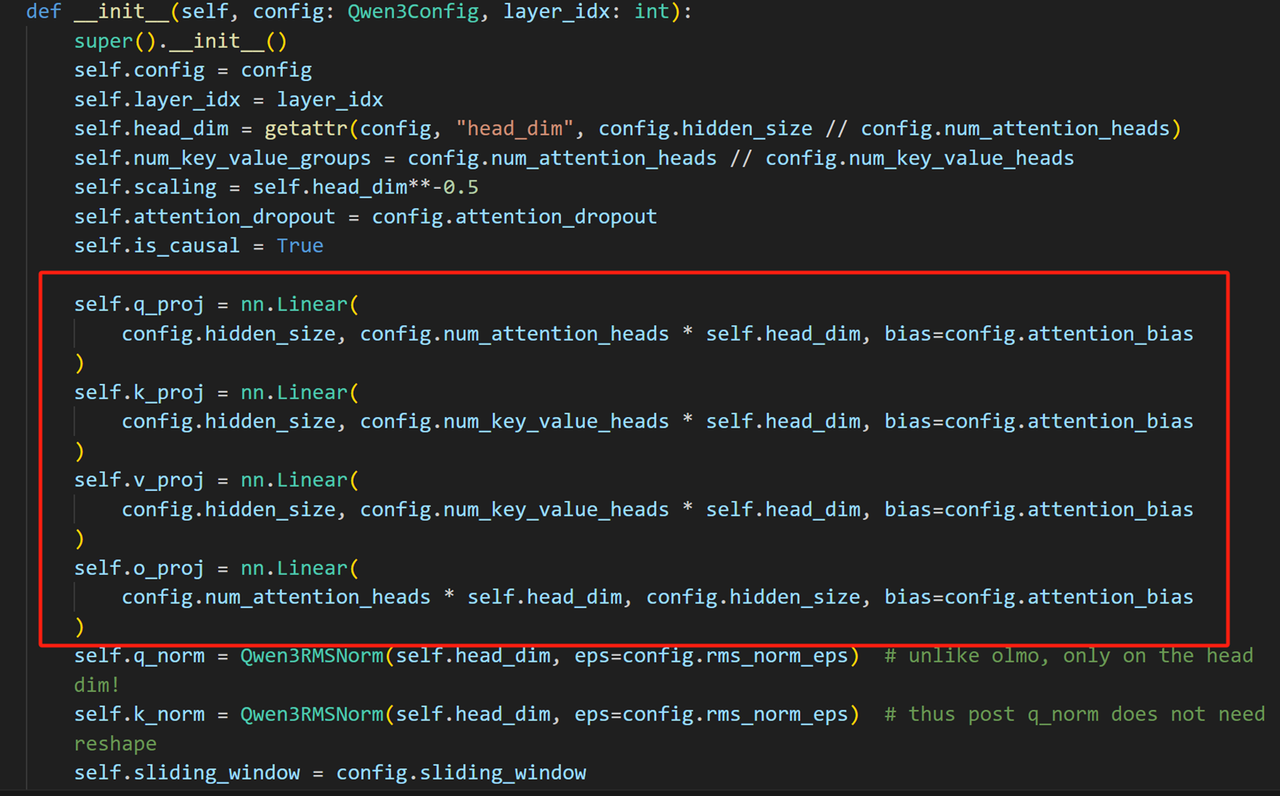 def __init__(self, config: Qwen3Config, layer_idx: int):
super().__init__()
self.config = config
self.layer_idx = layer_idx
self.head_dim = getattr(config, "head_dim", config.hidden_size // config.num_attention_heads)
self.num_key_value_groups = config.num_attention_heads // config.num_key_value_heads
self.scaling = self.head_dim**-0.5
self.attention_dropout = config.attention_dropout
self.is_causal = True
self.q_proj = nn.Linear(
config.hidden_size, config.num_attention_heads * self.head_dim, bias=config.attention_bias
)
self.k_proj = nn.Linear(
config.hidden_size, config.num_key_value_heads * self.head_dim, bias=config.attention_bias
)
self.v_proj = nn.Linear(
config.hidden_size, config.num_key_value_heads * self.head_dim, bias=config.attention_bias
)
self.o_proj = nn.Linear(
config.num_attention_heads * self.head_dim, config.hidden_size, bias=config.attention_bias
)
self.q_norm = Qwen3RMSNorm(self.head_dim, eps=config.rms_norm_eps)  # unlike olmo, only on the head
dim!
self.k_norm = Qwen3RMSNorm(self.head_dim, eps=config.rms_norm_eps)  # thus post q_norm does not need
reshape
self.sliding_window = config.sliding_window